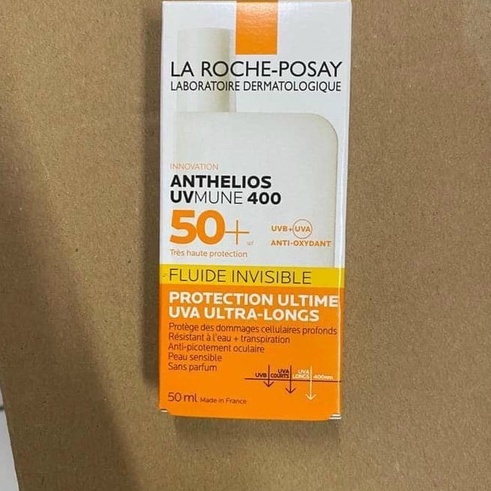 LA ROCHE-POSAY
LABORATOIRE DERMATOLOGIQUE
INNOVATION
ANTHELIOS
UVMUNE 400
50+
Très haute protection
UVB+UVA
ANTI-OXYDANT
FLUIDE INVISIBLE
PROTECTION ULTIME
UVA ULTRA-LONGS
Protège des dommages cellulaires profonds
Résistant à l'eau + transpiration
Anti-picotement oculaire
Peau sensible
Sans parfum
UVB UVA COURTS UVA LONGS 400nm
50 ml Made in France